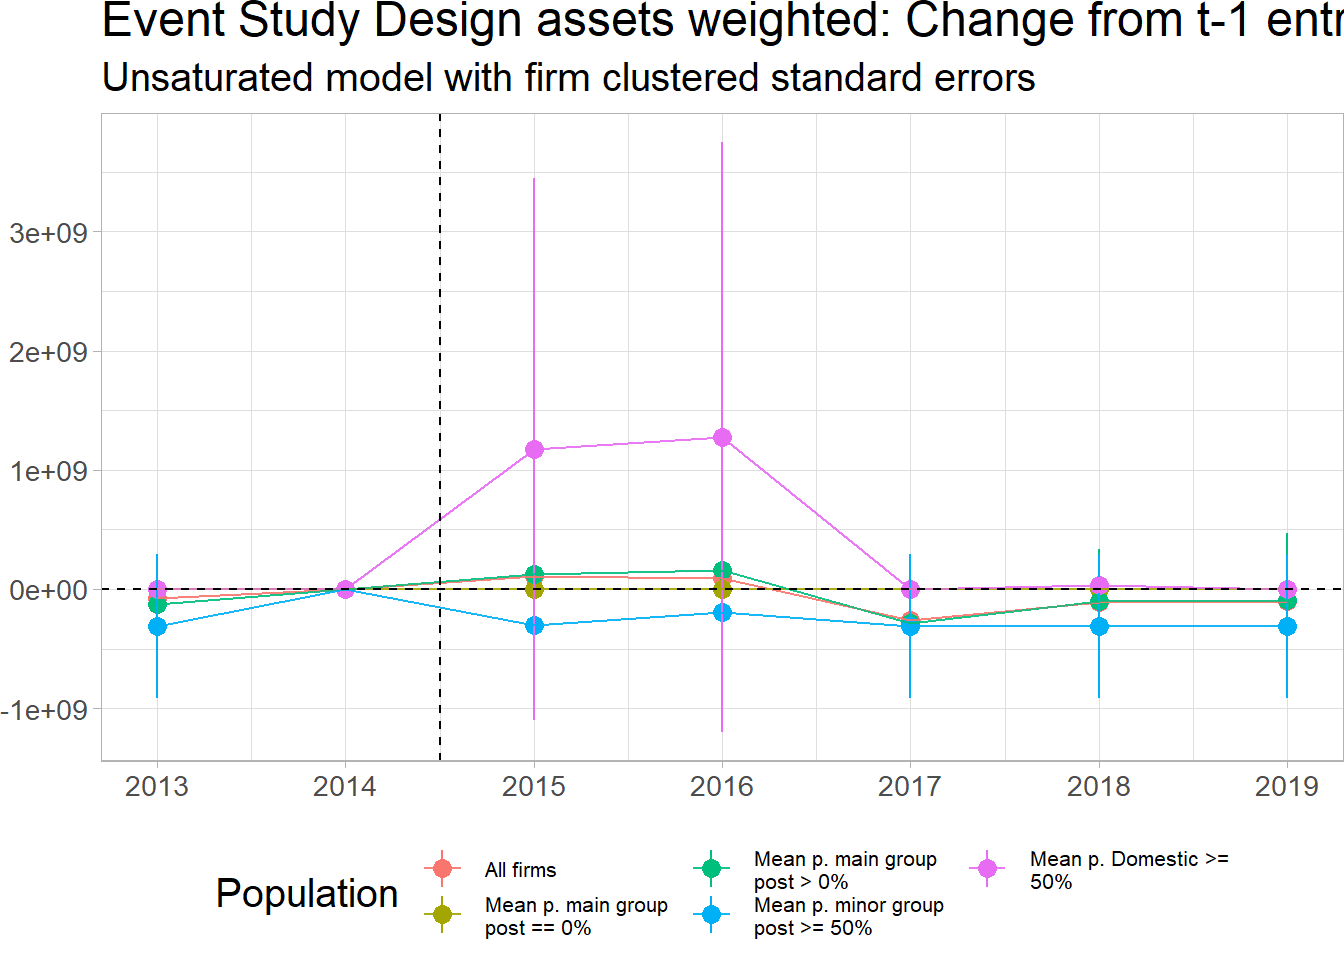 Event Study Design assets weighted: Change from t-1 entr
Unsaturated model with firm clustered standard errors
3e+09
2e+09
1e+09
0e+00
-1e+09
2013 2014 2015 2016 2017 2018 2019
Population
All firms
Mean p. main group
post == 0%
Mean p. main group
post > 0%
Mean p. minor group
post >= 50%
Mean p. Domestic >=
50%